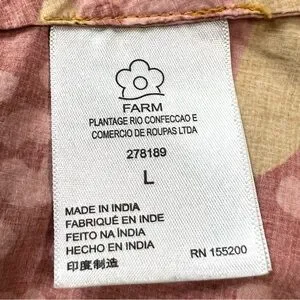 FARM
PLANTAGE RIO CONFECCAO E
COMERCIO DE ROUPAS LTDA
278189
L
MADE IN INDIA
FABRIQUÉ EN INDE
FEITO NA ÍNDIA
HECHO EN INDIA
RN 155200
印度制造